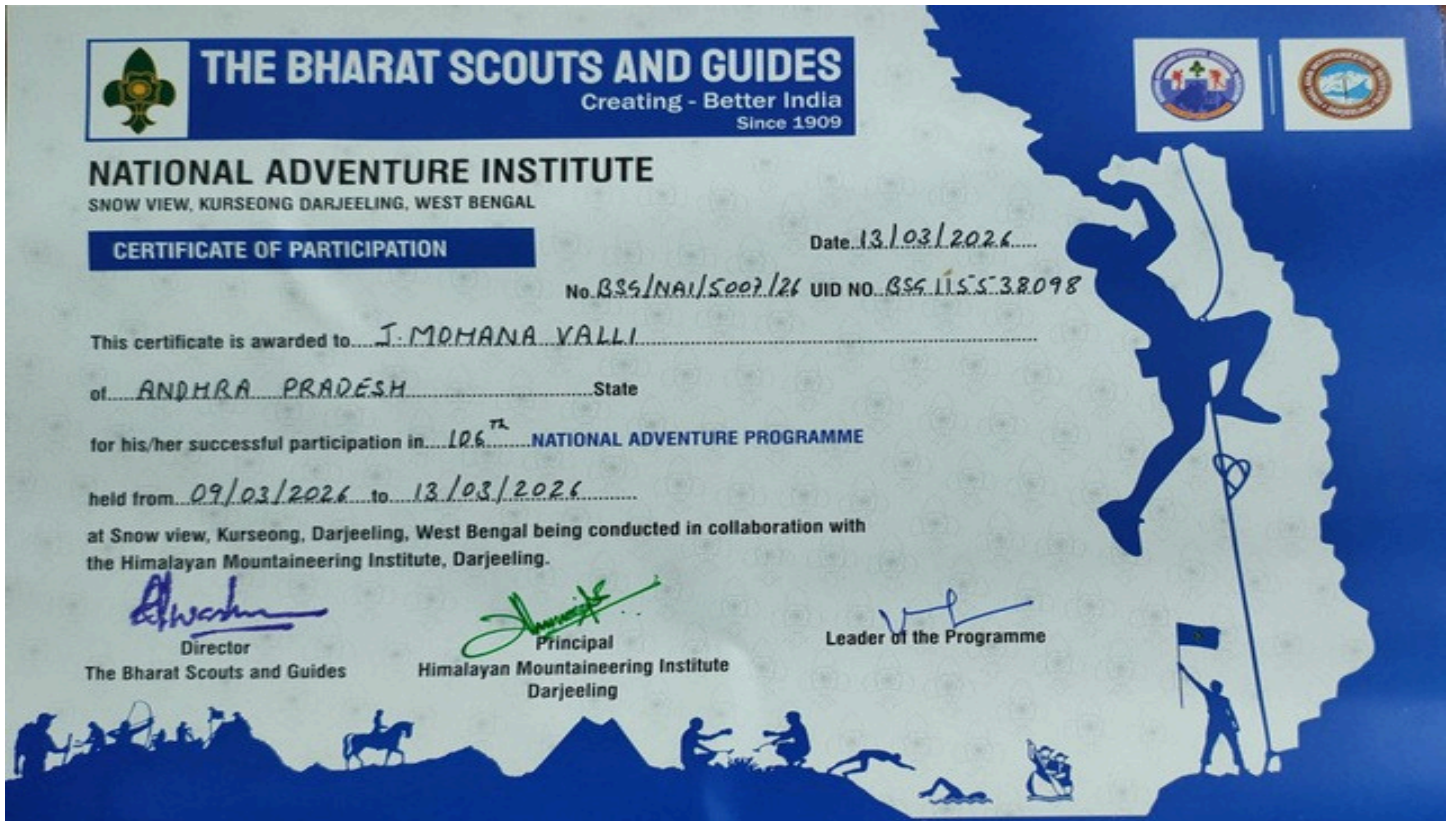 THE BHARAT SCOUTS AND GUIDES
Creating - Better India
Since 1909
NATIONAL ADVENTURE INSTITUTE
SNOW VIEW, KURSEONG DARJEELING, WEST BENGAL
CERTIFICATE OF PARTICIPATION
Date 13/03/2026
No. BSG/NAI/5007/26 UID NO. BSG1155538098
This certificate is awarded to J. MOHANA VALLI
of ANDHRA PRADESH State
for his/her successful participation in 106th NATIONAL ADVENTURE PROGRAMME
held from 09/03/2026 to 13/03/2026
at Snow view, Kurseong, Darjeeling, West Bengal being conducted in collaboration with
the Himalayan Mountaineering Institute, Darjeeling.
Director
The Bharat Scouts and Guides
Principal
Himalayan Mountaineering Institute
Darjeeling
Leader of the Programme